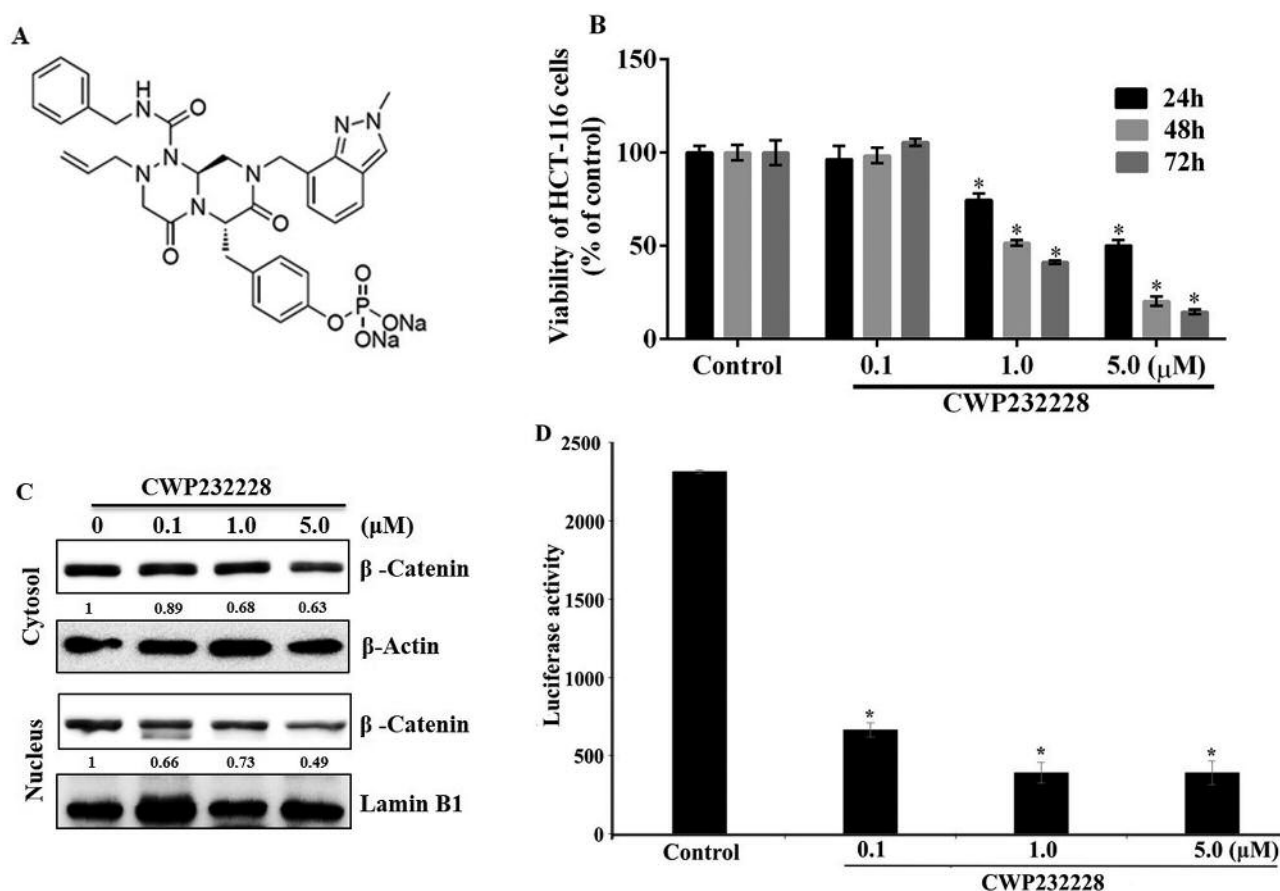 A
H
N
O
N
N
N
N
N
N
O
O
O
O
P
ONa
ONa
B
Viability of HCT-116 cells
(% of control)
150
100
50
0
24h
48h
72h
*
*
*
*
*
*
Control
0.1
1.0
5.0 (μM)
CWP232228
C
CWP232228
0 0.1 1.0 5.0 (μM)
Cytosol
β -Catenin
1 0.89 0.68 0.63
β-Actin
Nucleus
β -Catenin
1 0.66 0.73 0.49
Lamin B1
D
Luciferase activity
2500
2000
1500
1000
500
0
*
*
*
Control
0.1
1.0
5.0 (μM)
CWP232228